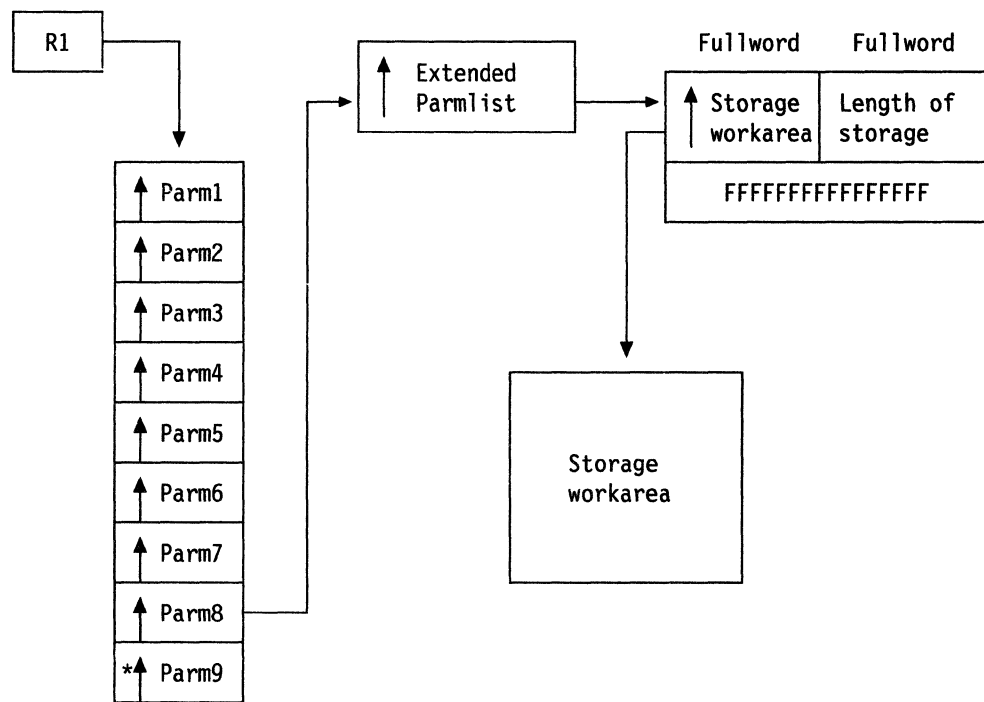 R1
Parm1
Parm2
Parm3
Parm4
Parm5
Parm6
Parm7
Parm8
*Parm9
Extended
Parmlist
Fullword
Fullword
Storage
workarea
Length of
storage
FFFFFFFFFFFFFFFF
Storage
workarea